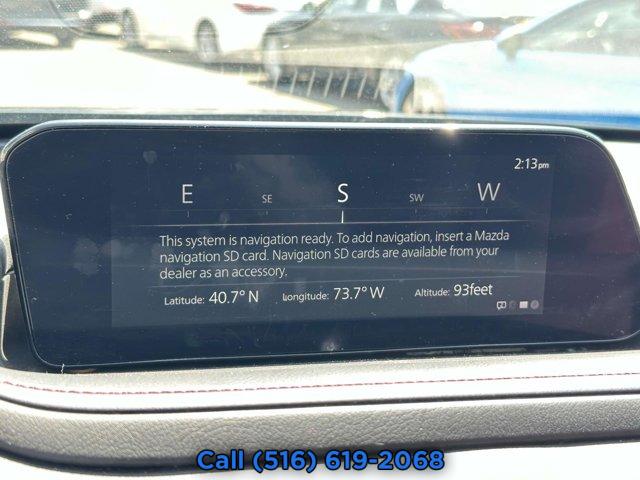 2:13pm
E SE S SW W
This system is navigation ready. To add navigation, insert a Mazda
navigation SD card. Navigation SD cards are available from your
dealer as an accessory.
Latitude: 40.7° N Longitude: 73.7° W Altitude: 93feet
Call (516) 619-2068